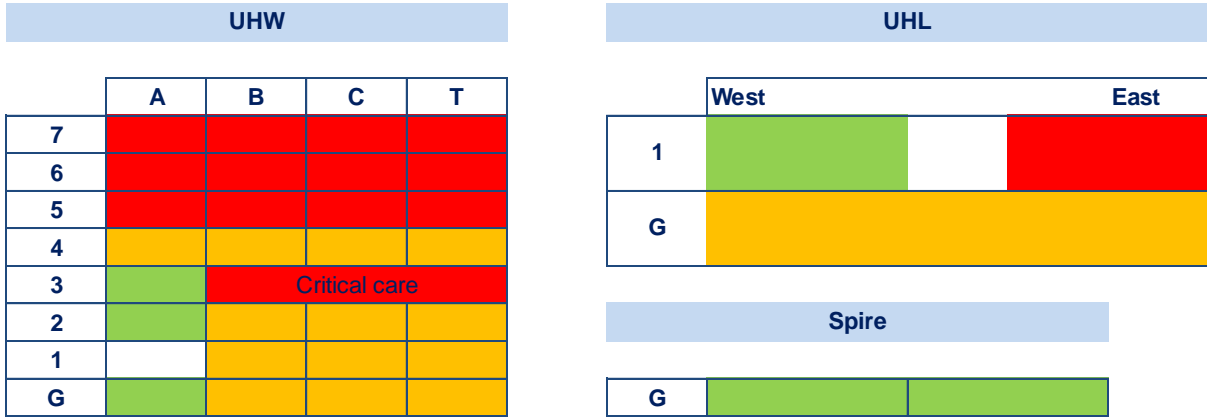 UHW
A B C T
7
6
5
4
3 Critical care
2
1
G
UHL
West East
1
G
Spire
G